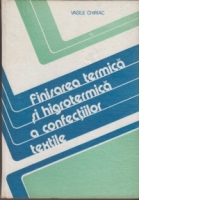 VASILE CHIRIAC
Finisarea termică
și higrotermică
a confecțiilor
textile